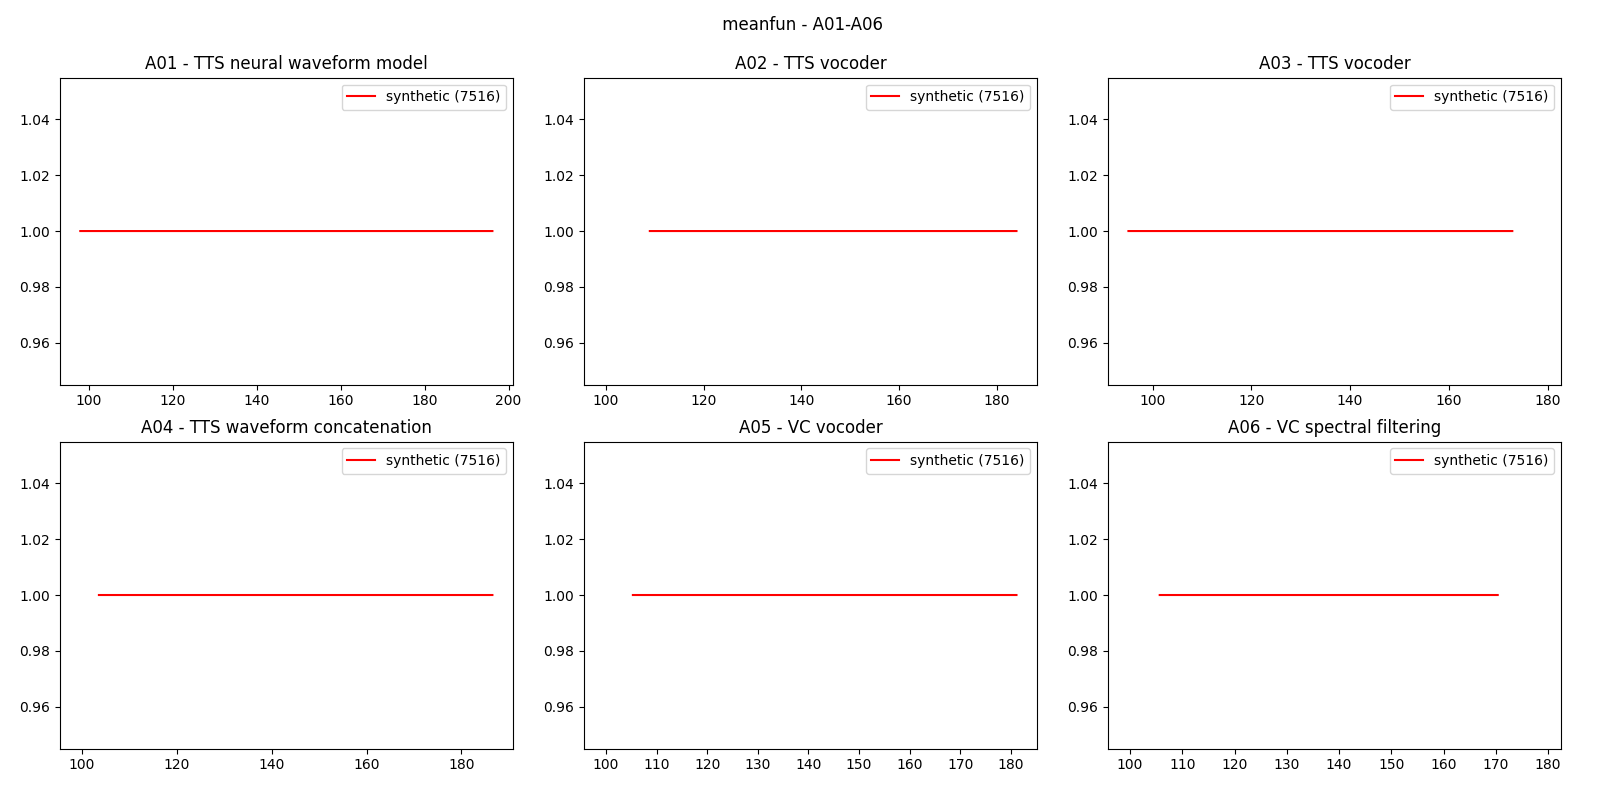 meanfun - A01-A06
A01 - TTS neural waveform model
synthetic (7516)
1.04
1.02
1.00
0.98
0.96
100 120 140 160 180 200
A02 - TTS vocoder
synthetic (7516)
1.04
1.02
1.00
0.98
0.96
100 120 140 160 180
A03 - TTS vocoder
synthetic (7516)
1.04
1.02
1.00
0.98
0.96
100 120 140 160 180
A04 - TTS waveform concatenation
synthetic (7516)
1.04
1.02
1.00
0.98
0.96
100 120 140 160 180
A05 - VC vocoder
synthetic (7516)
1.04
1.02
1.00
0.98
0.96
100 110 120 130 140 150 160 170 180
A06 - VC spectral filtering
synthetic (7516)
1.04
1.02
1.00
0.98
0.96
100 110 120 130 140 150 160 170 180